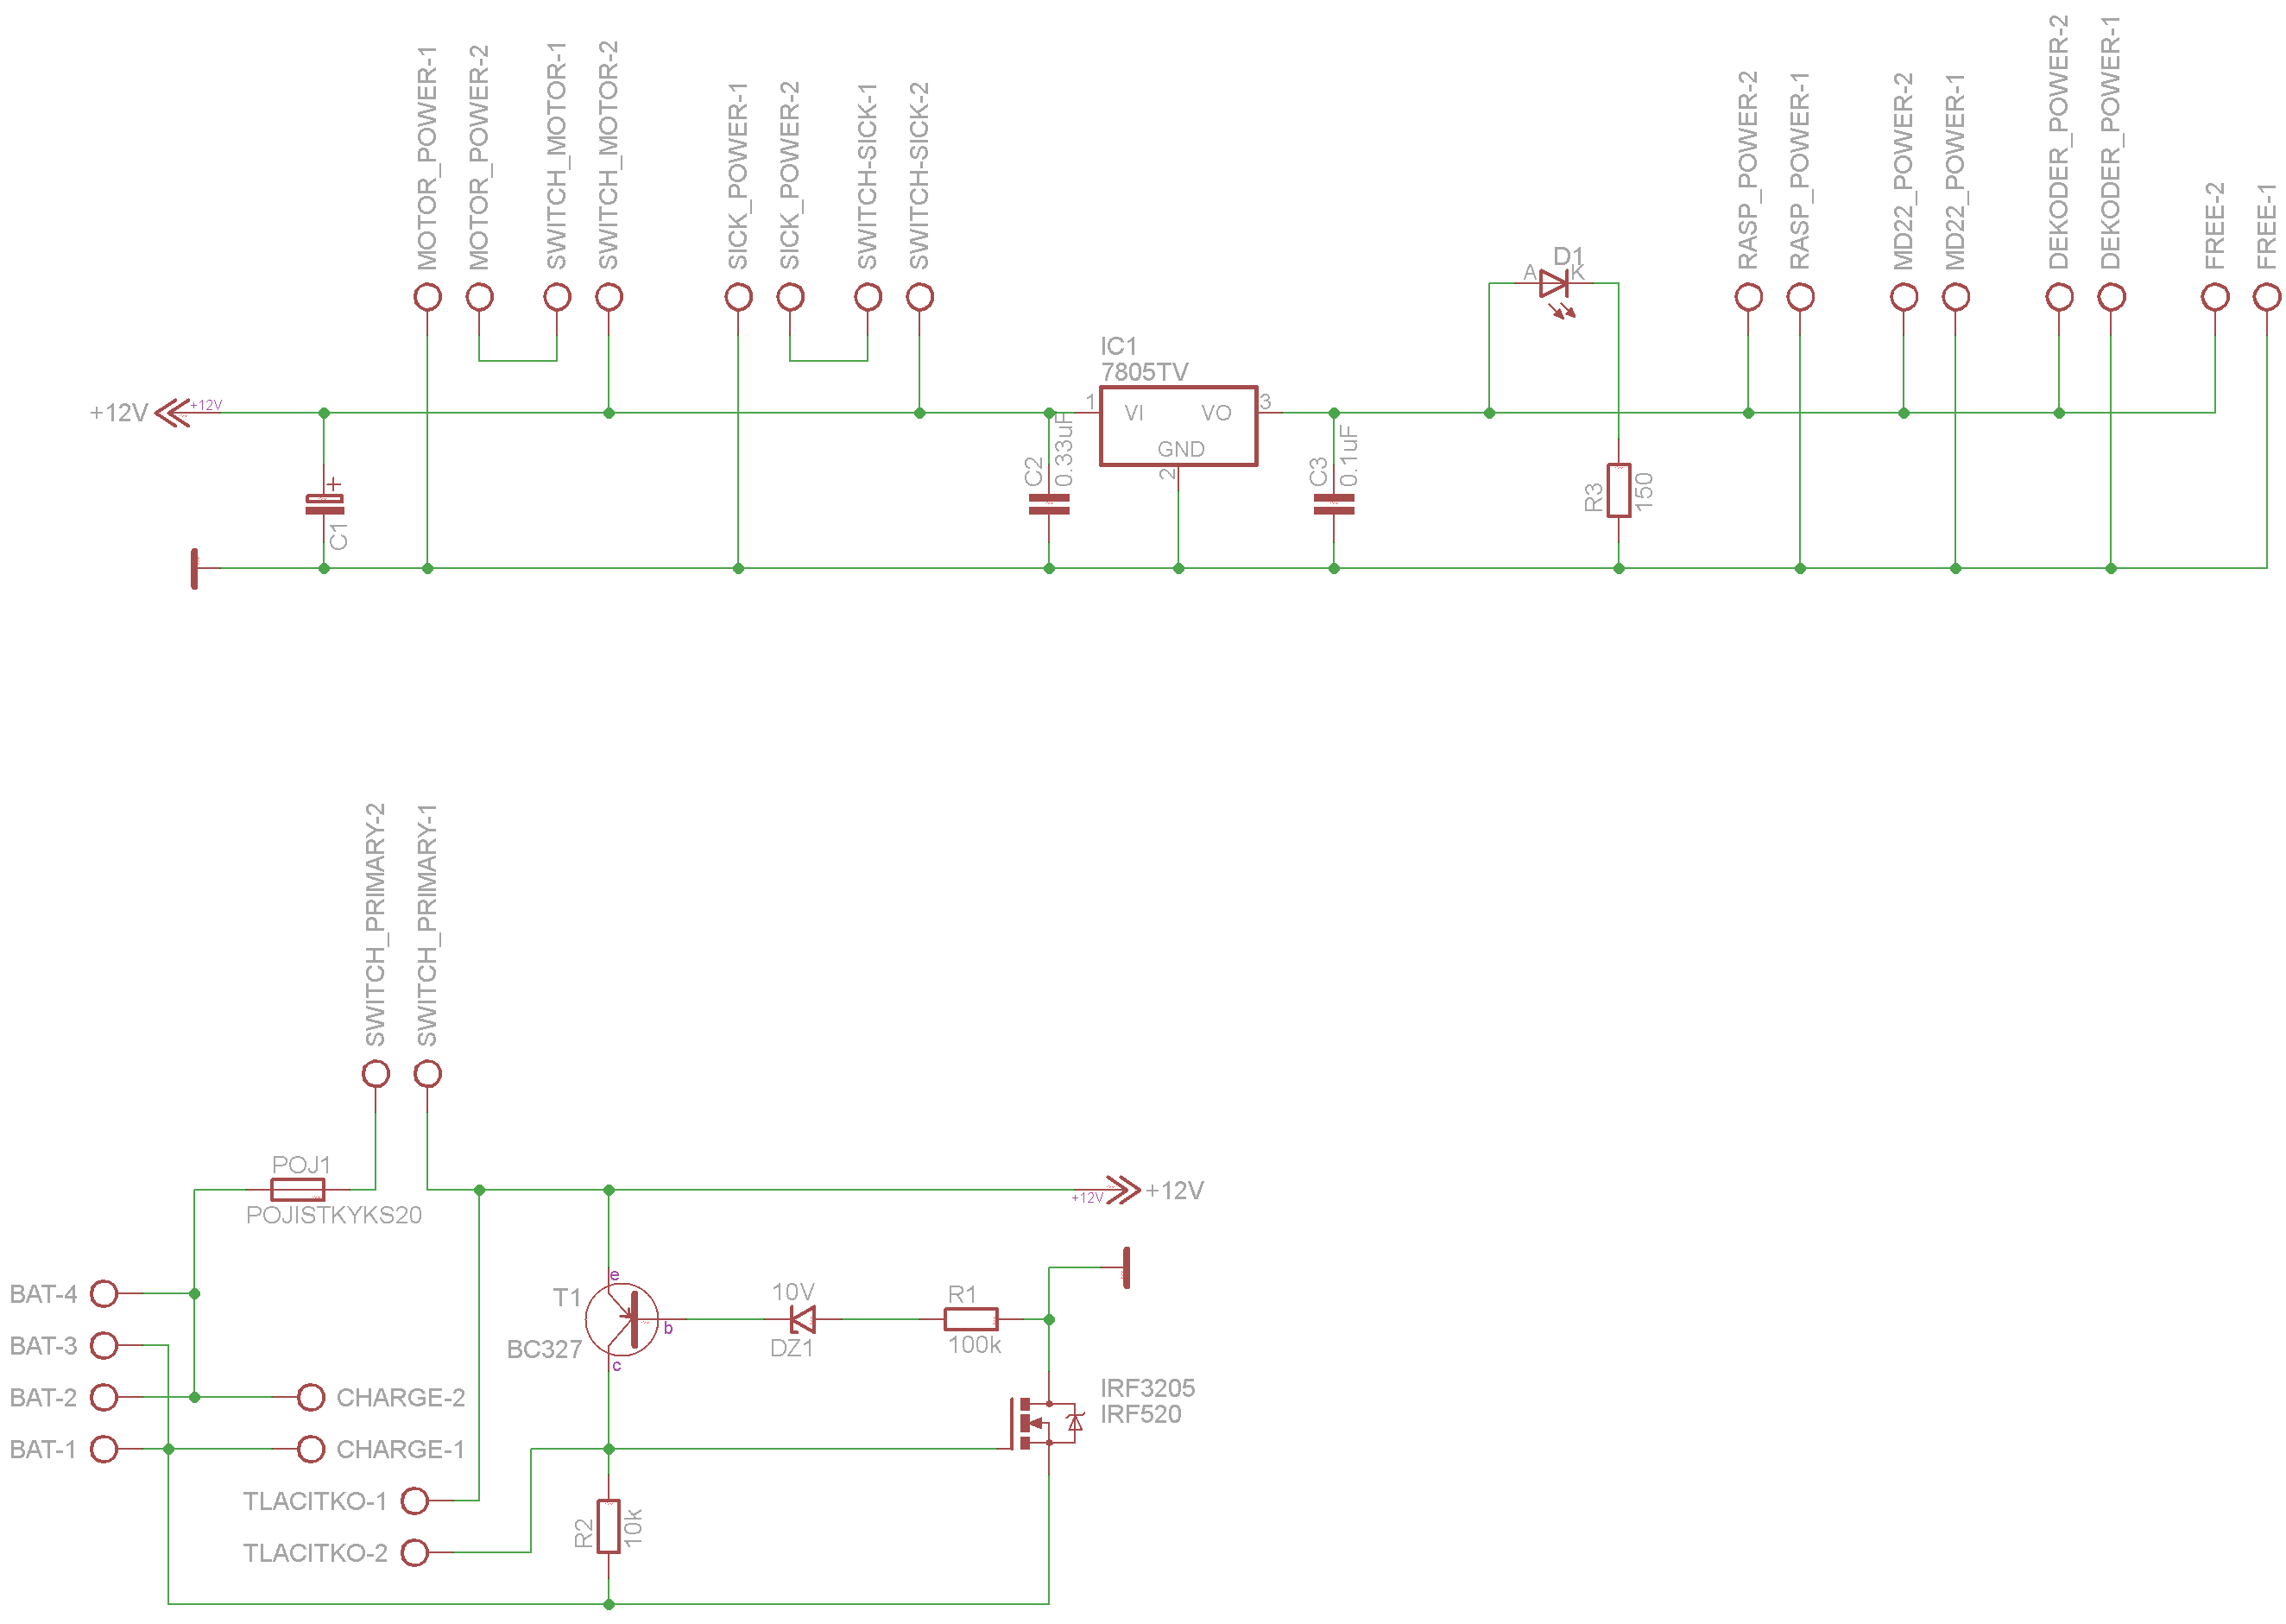 MOTOR_POWER-1
MOTOR_POWER-2
SWITCH_MOTOR-1
SWITCH_MOTOR-2
SICK_POWER-1
SICK_POWER-2
SWITCH-SICK-1
SWITCH-SICK-2
RASP_POWER-2
RASP_POWER-1
MD22_POWER-2
MD22_POWER-1
DEKODER_POWER-2
DEKODER_POWER-1
FREE-2
FREE-1
D1
A
K
IC1
7805TV
+12V
+12V
1
VI
VO
3
GND
2
+
C1
C2
0.33uF
C3
0.1uF
R3
150
SWITCH_PRIMARY-2
SWITCH_PRIMARY-1
POJ1
POJISTKYKS20
+12V
+12V
BAT-4
BAT-3
BAT-2
BAT-1
CHARGE-2
CHARGE-1
TLACITKO-1
TLACITKO-2
T1
BC327
e
b
c
10V
DZ1
R1
100k
IRF3205
IRF520
R2
10k